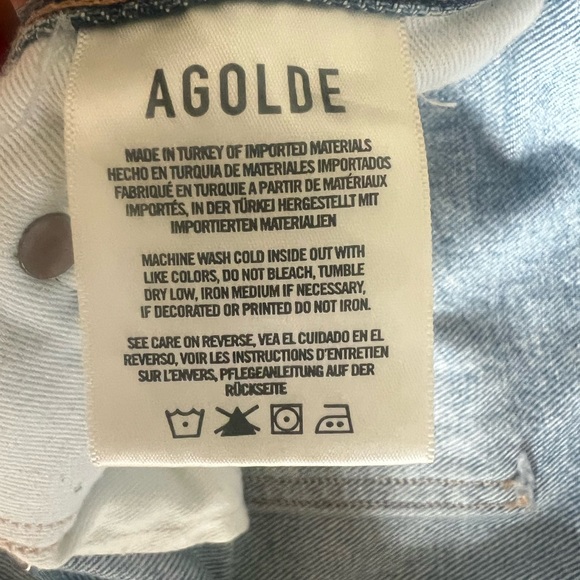 AGOLDE
MADE IN TURKEY OF IMPORTED MATERIALS
HECHO EN TURQUIA DE MATERIALES IMPORTADOS
FABRIQUÉ EN TURQUIE A PARTIR DE MATÉRIAUX
IMPORTÉS, IN DER TÜRKEI HERGESTELLT MIT
IMPORTIERTEN MATERIALIEN
MACHINE WASH COLD INSIDE OUT WITH
LIKE COLORS, DO NOT BLEACH, TUMBLE
DRY LOW, IRON MEDIUM IF NECESSARY,
IF DECORATED OR PRINTED DO NOT IRON.
SEE CARE ON REVERSE, VEA EL CUIDADO EN EL
REVERSO, VOIR LES INSTRUCTIONS D'ENTRETIEN
SUR L'ENVERS, PFLEGEANLEITUNG AUF DER
RÜCKSEITE